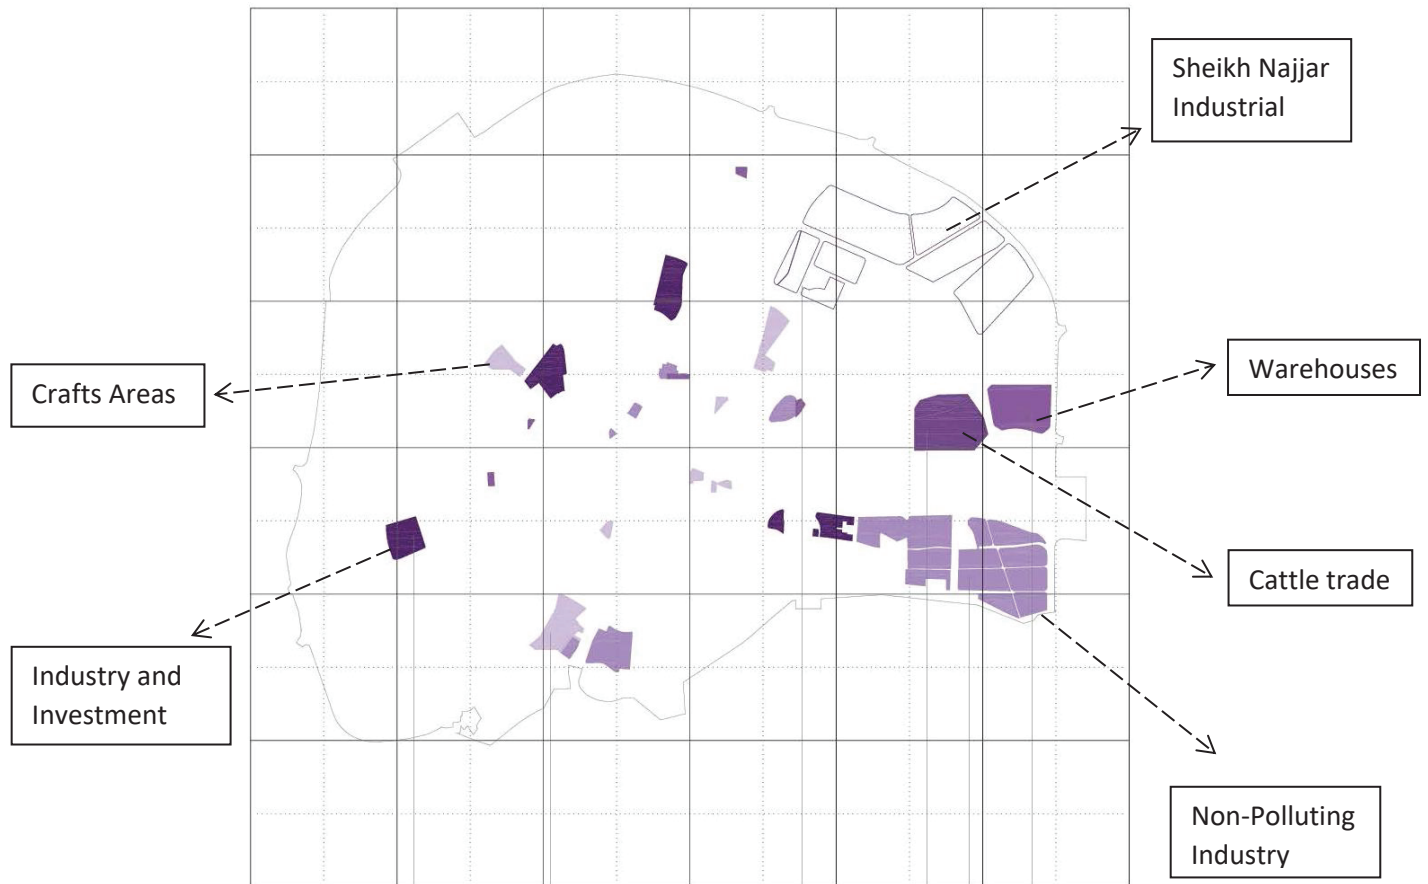 Sheikh Najjar
Industrial
Crafts Areas
Warehouses
Cattle trade
Industry and
Investment
Non-Polluting
Industry